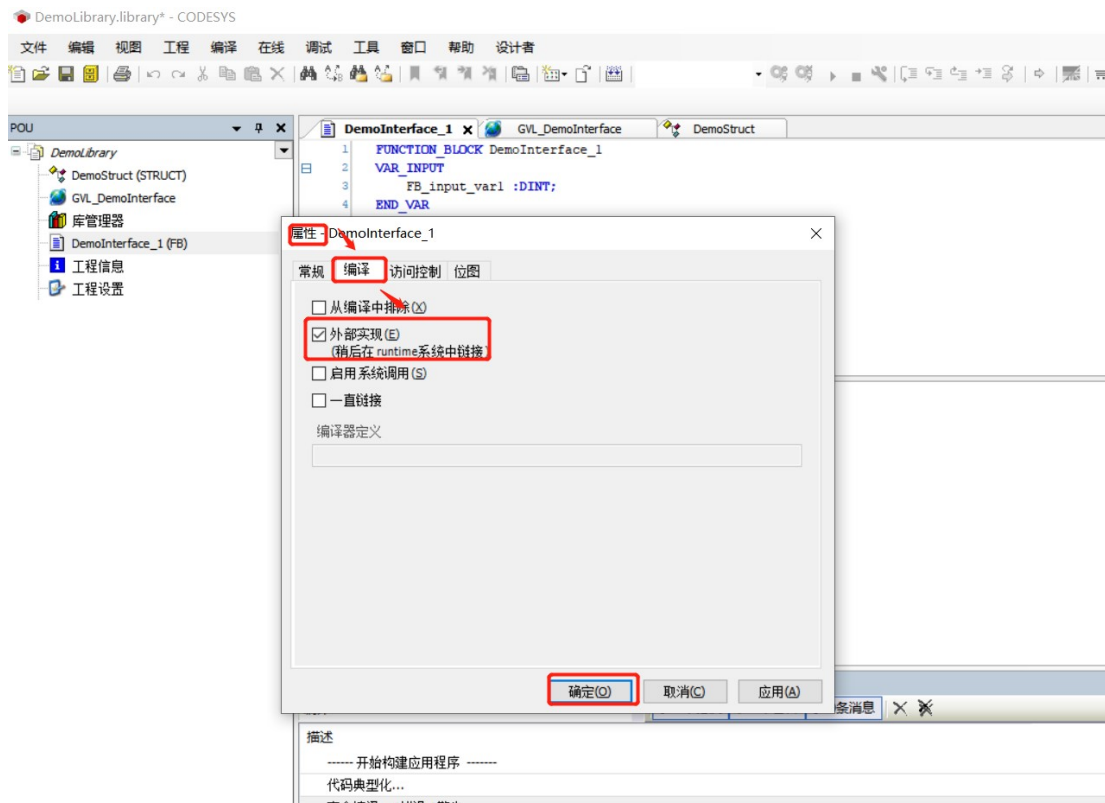 DemoLibrary.library* - CODESYS
文件 编辑 视图 工程 编译 在线 调试 工具 窗口 帮助 设计者
POU
DemoLibrary
DemoStruct (STRUCT)
GVL_DemoInterface
库管理器
DemoInterface_1 (FB)
工程信息
工程设置
DemoInterface_1 GVL_DemoInterface DemoStruct
1 FUNCTION_BLOCK DemoInterface_1
2 VAR_INPUT
3 FB_input_var1 :DINT;
4 END_VAR
属性 - DemoInterface_1
常规 编译 访问控制 位图
从编译中排除(X)
外部实现(E)
(稍后在 runtime系统中链接)
启用系统调用(S)
一直链接
编译器定义
确定(O) 取消(C) 应用(A)
条消息
描述
------ 开始构建应用程序 -------
代码典型化...